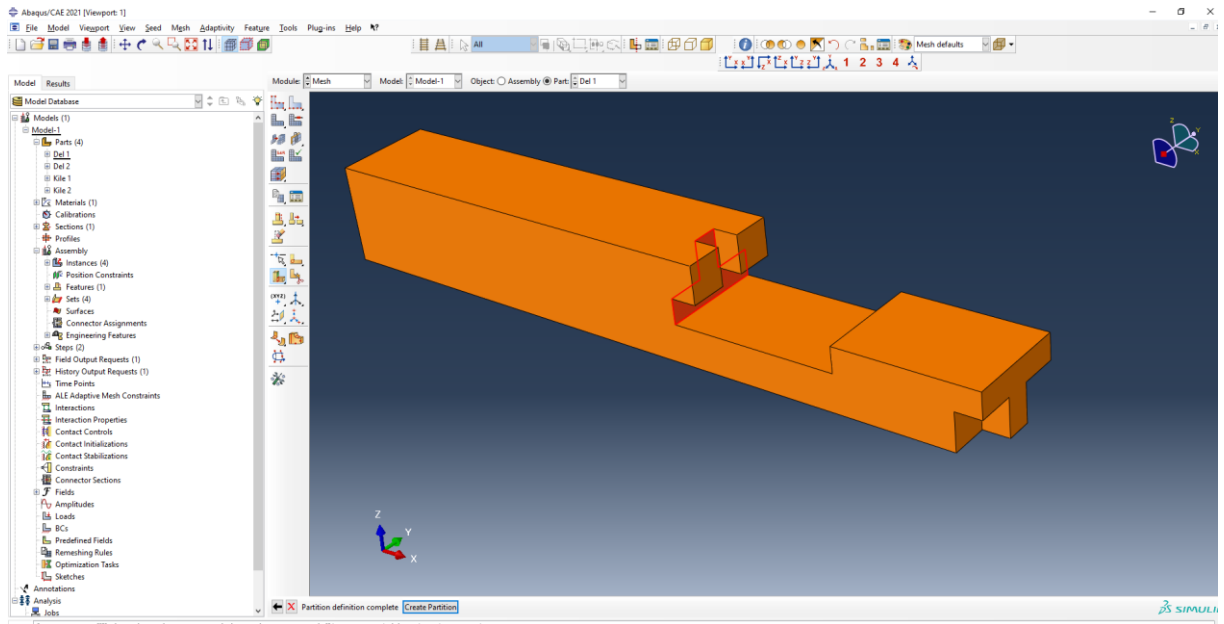 Abaqus/CAE 2021 [Viewport: 1]
File Model Viewport View Seed Mesh Adaptivity Feature Tools Plug-ins Help
All
Mesh defaults
1 2 3 4
Model Results
Module: Mesh Model: Model-1 Object: Assembly Part: Del 1
Model Database
Models (1)
Model-1
Parts (4)
Del 1
Del 2
Kile 1
Kile 2
Materials (1)
Calibrations
Sections (1)
Profiles
Assembly
Instances (4)
Position Constraints
Features (1)
Sets (4)
Surfaces
Connector Assignments
Engineering Features
Steps (2)
Field Output Requests (1)
History Output Requests (1)
Time Points
ALE Adaptive Mesh Constraints
Interactions
Interaction Properties
Contact Controls
Contact Initializations
Contact Stabilizations
Constraints
Connector Sections
Fields
Amplitudes
Loads
BCs
Predefined Fields
Remeshing Rules
Optimization Tasks
Sketches
Annotations
Analysis
Jobs
(XYZ)
Z
Y
X
Z
Y
X
Partition definition complete Create Partition
SIMULIA